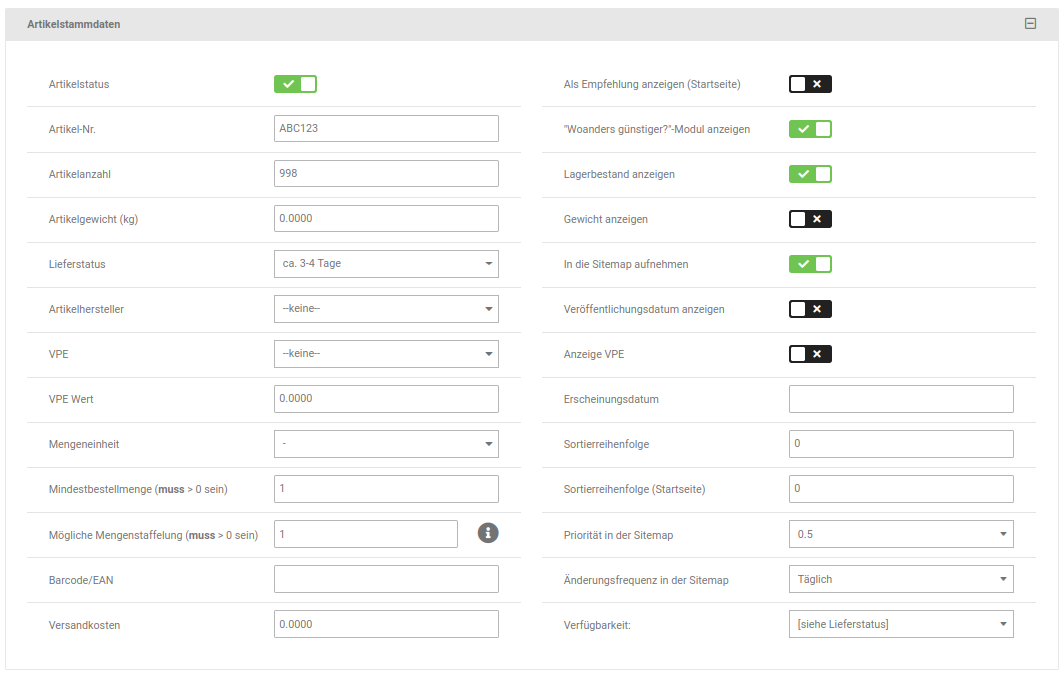 Artikelstammdaten
Artikelstatus
Artikel-Nr.
ABC123
Artikelanzahl
998
Artikelgewicht (kg)
0.0000
Lieferstatus
ca. 3-4 Tage
Artikelhersteller
--keine--
VPE
--keine--
VPE Wert
0.0000
Mengeneinheit
-
Mindestbestellmenge (muss > 0 sein)
1
Mögliche Mengenstaffelung (muss > 0 sein)
1
Barcode/EAN
Versandkosten
0.0000
Als Empfehlung anzeigen (Startseite)
"Woanders günstiger?"-Modul anzeigen
Lagerbestand anzeigen
Gewicht anzeigen
In die Sitemap aufnehmen
Veröffentlichungsdatum anzeigen
Anzeige VPE
Erscheinungsdatum
Sortierreihenfolge
0
Sortierreihenfolge (Startseite)
0
Priorität in der Sitemap
0.5
Änderungsfrequenz in der Sitemap
Täglich
Verfügbarkeit:
[siehe Lieferstatus]